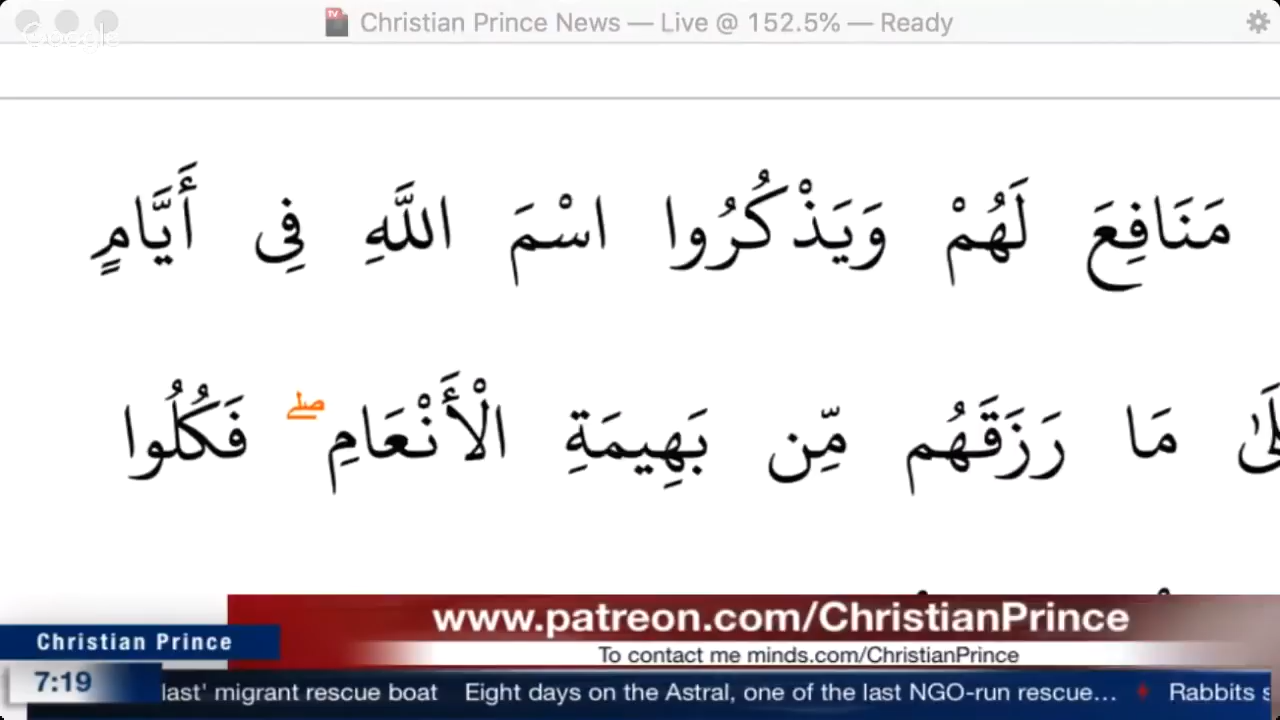 Google
Christian Prince News — Live @ 152.5% — Ready
مَنَافِعَ لَهُمْ وَيَذْكُرُوا اسْمَ اللَّهِ فِى أَيَّامٍ
مَا رَزَقَهُم مِّن بَهِيمَةِ الْأَنْعَامِ ۖ فَكُلُوا
www.patreon.com/ChristianPrince
Christian Prince
To contact me minds.com/ChristianPrince
7:19
last' migrant rescue boat Eight days on the Astral, one of the last NGO-run rescue... ♦ Rabbits